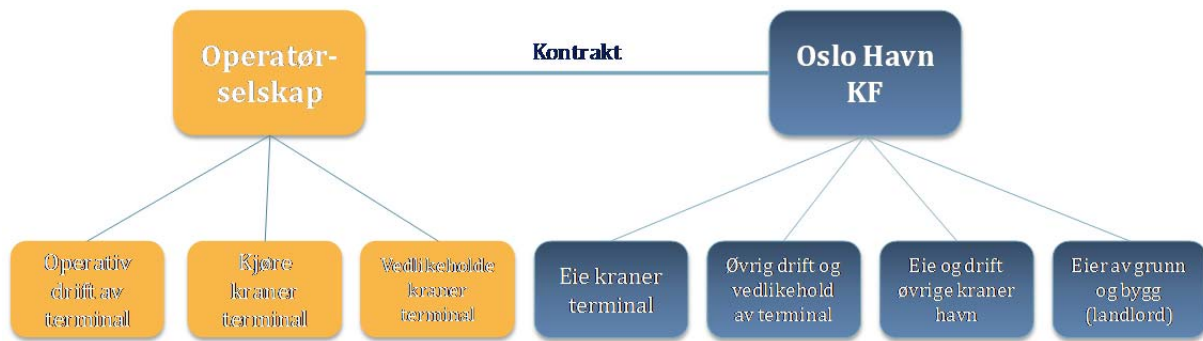 Operatør-
selskap
Kontrakt
Oslo Havn
KF
Operativ
drift av
terminal
Kjøre
kraner
terminal
Vedlikeholde
kraner
terminal
Eie kraner
terminal
Øvrig drift og
vedlikehold
av terminal
Eie og drift
øvrige kraner
havn
Eier av grunn
og bygg
(landlord)